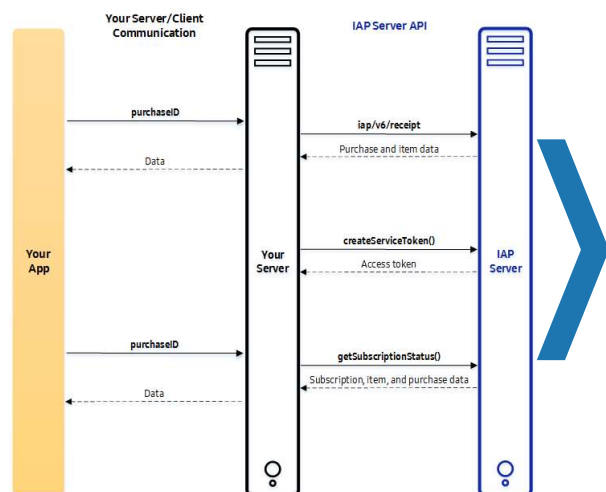 Your Server/Client
Communication
IAP Server API
purchaseID
iap/v6/receipt
Purchase and item data
Data
createServiceToken()
Your
App
Your
Server
IAP
Server
Access token
purchaseID
getSubscriptionStatus()
Subscription, item, and purchase data
Data